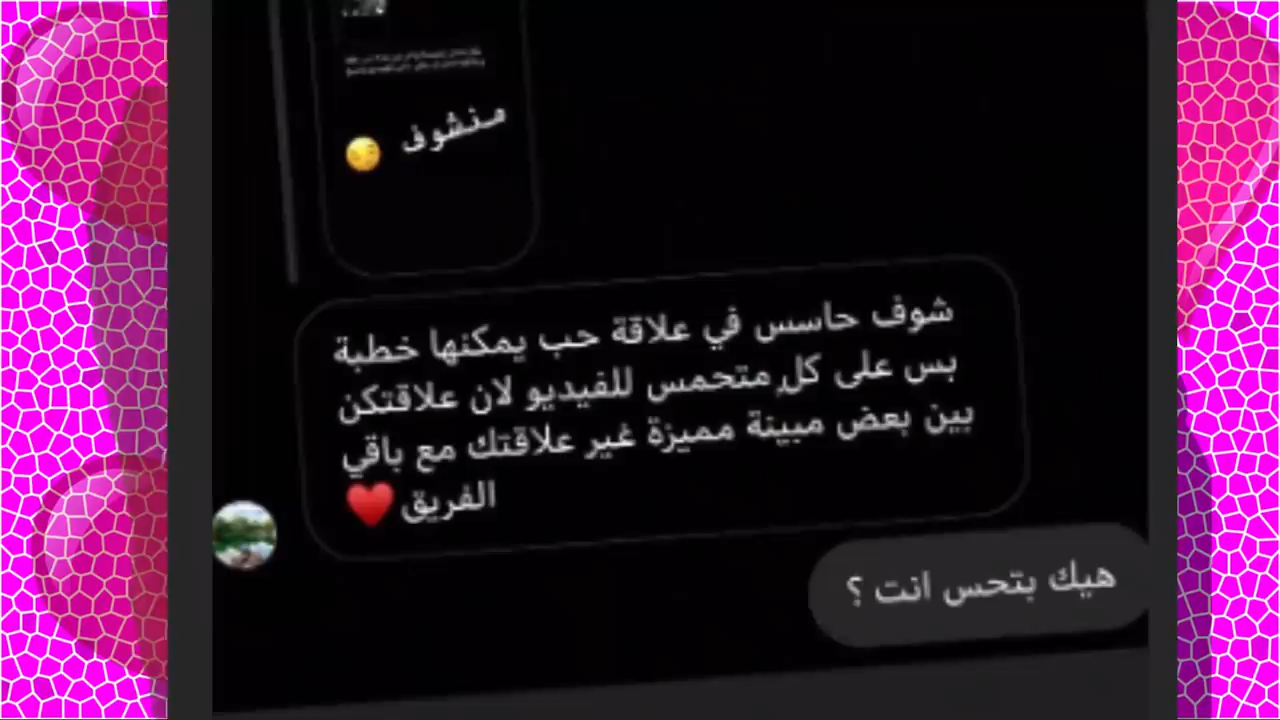 منشوف
شوف حاسس في علاقة حب يمكنها خطبة
بس على كل متحمس للفيديو لان علاقتكن
بين بعض مبينة مميزة غير علاقتك مع باقي
الفريق
هيك بتحس انت ؟